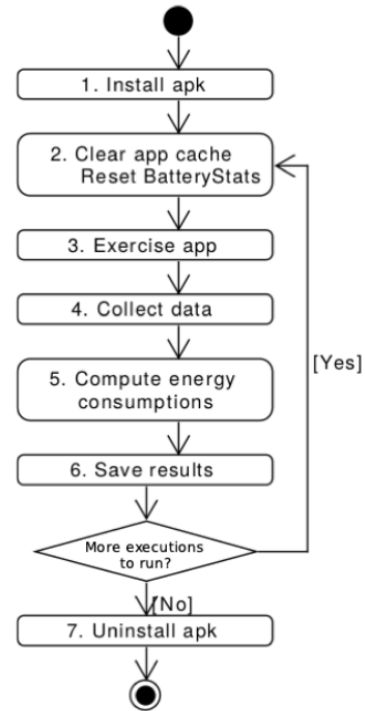 1. Install apk
2. Clear app cache
Reset BatteryStats
3. Exercise app
4. Collect data
5. Compute energy
consumptions
[Yes]
6. Save results
More executions
to run?
[No]
7. Uninstall apk